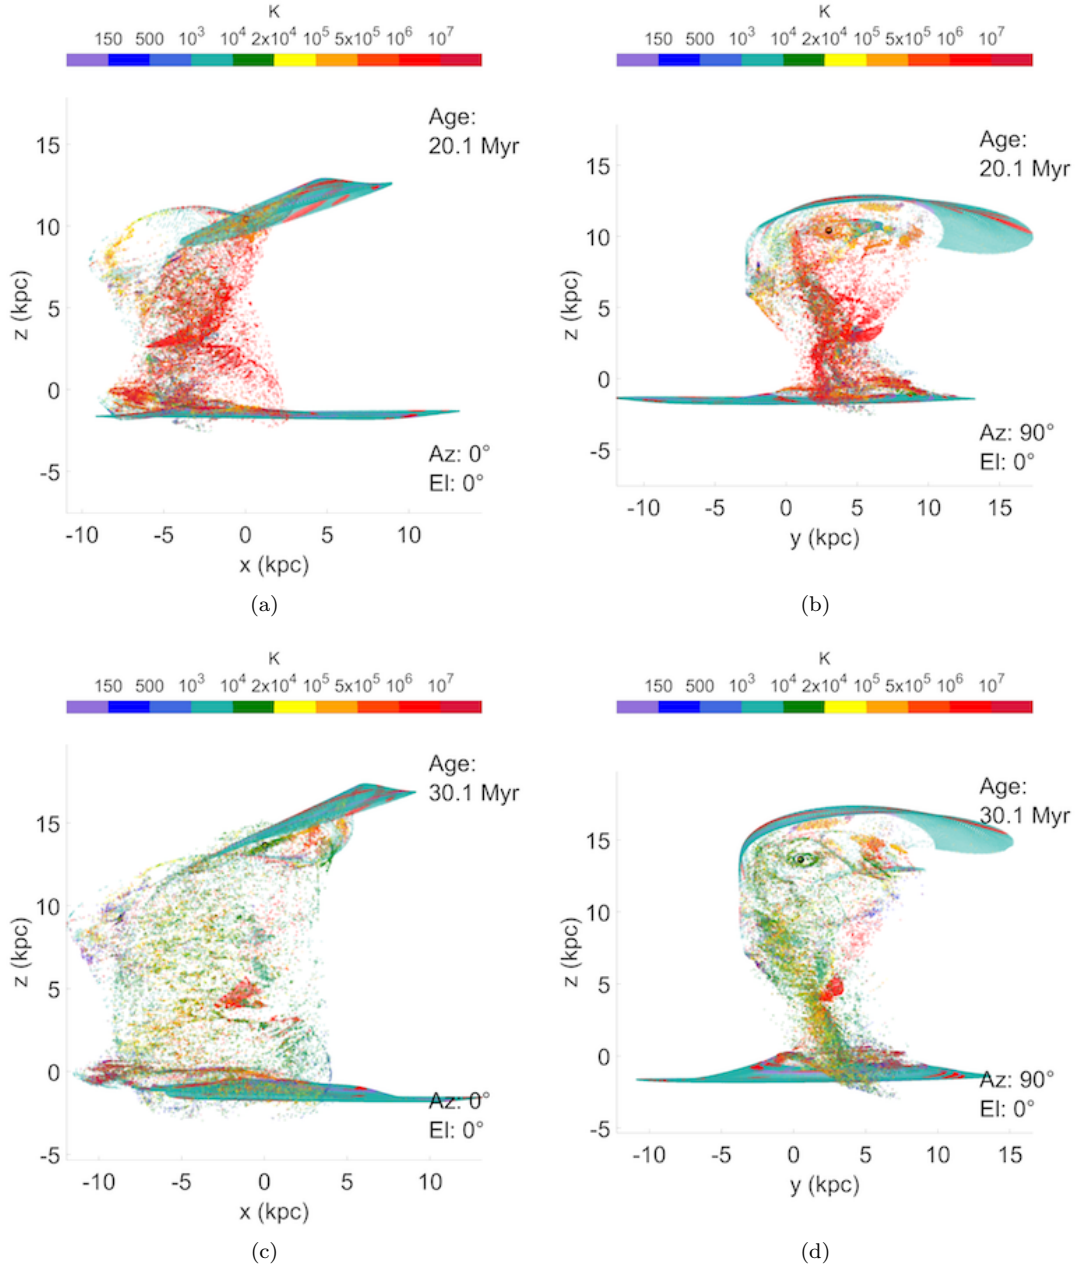 K
150 500 10³ 10⁴ 2x10⁴ 10⁵ 5x10⁵ 10⁶ 10⁷
Age:
20.1 Myr
15
10
5
0
-5
z (kpc)
Az: 0°
El: 0°
-10 -5 0 5 10
x (kpc)
(a)
K
150 500 10³ 10⁴ 2x10⁴ 10⁵ 5x10⁵ 10⁶ 10⁷
Age:
20.1 Myr
15
10
5
0
-5
z (kpc)
Az: 90°
El: 0°
-10 -5 0 5 10 15
y (kpc)
(b)
K
150 500 10³ 10⁴ 2x10⁴ 10⁵ 5x10⁵ 10⁶ 10⁷
Age:
30.1 Myr
15
10
5
0
-5
z (kpc)
Az: 0°
El: 0°
-10 -5 0 5 10
x (kpc)
(c)
K
150 500 10³ 10⁴ 2x10⁴ 10⁵ 5x10⁵ 10⁶ 10⁷
Age:
30.1 Myr
15
10
5
0
-5
z (kpc)
Az: 90°
El: 0°
-10 -5 0 5 10 15
y (kpc)
(d)